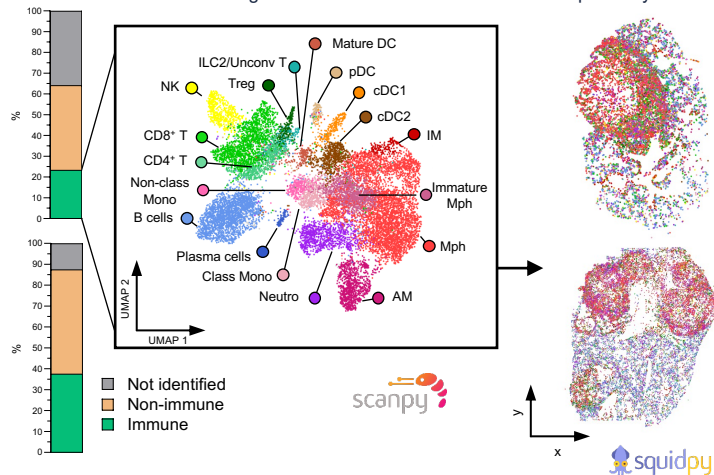 100
90
80
70
60
50
40
30
20
10
0
%
100
90
80
70
60
50
40
30
20
10
0
%
Mature DC
ILC2/Unconv T
pDC
Treg
NK
cDC1
cDC2
IM
CD8⁺ T
CD4⁺ T
Non-class
Mono
Immature
Mph
B cells
Plasma cells
Mph
Class Mono
Neutro
AM
UMAP 2
UMAP 1
Not identified
Non-immune
Immune
scanpy
y
x
squidpy